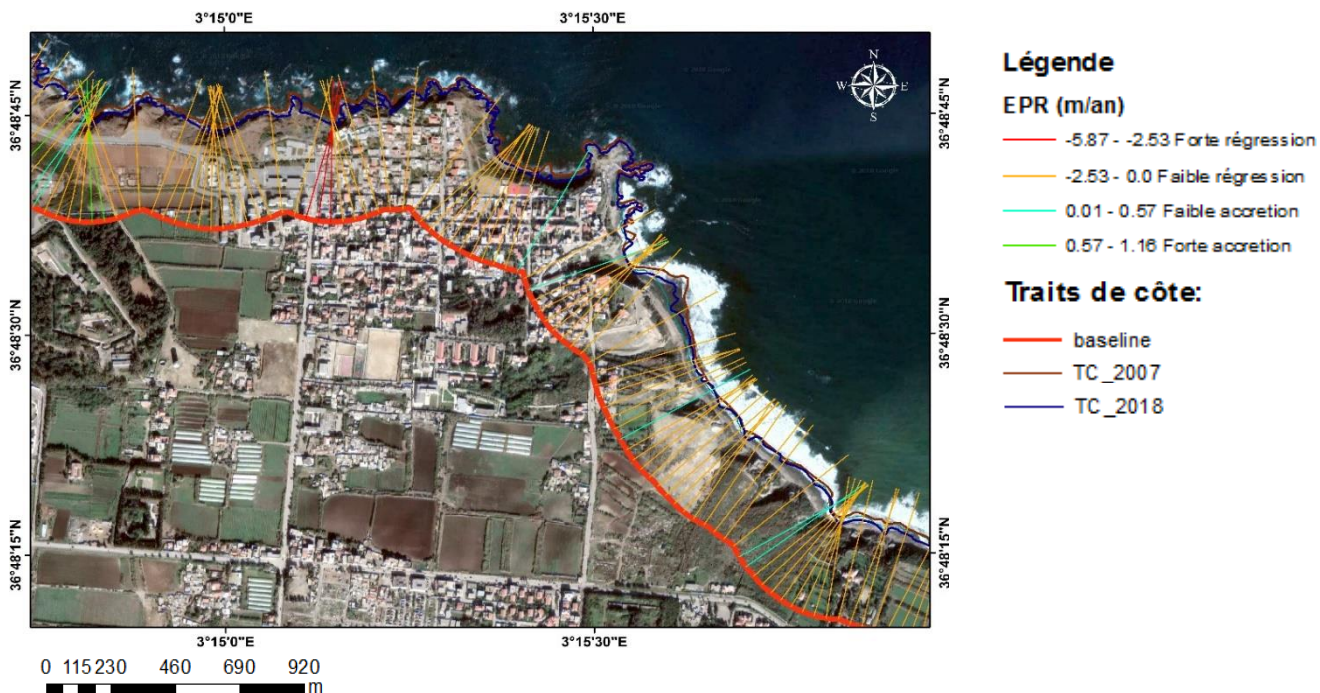 3°15'0"E 3°15'30"E
N
W E
S
36°48'45"N 36°48'45"N
36°48'30"N 36°48'30"N
36°48'15"N 36°48'15"N
3°15'0"E 3°15'30"E
0 115 230 460 690 920
m
Légende
EPR (m/an)
-5.87 - -2.53 Forte régression
-2.53 - 0.0 Faible régression
0.01 - 0.57 Faible accretion
0.57 - 1.16 Forte accretion
Traits de côte:
baseline
TC_2007
TC_2018